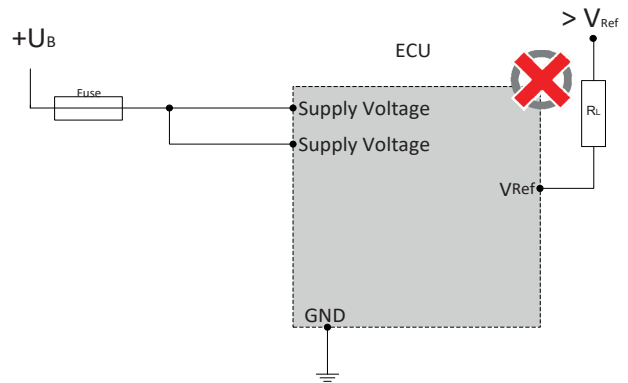 > VRef
+UB
ECU
Fuse
RL
Supply Voltage
Supply Voltage
VRef
GND